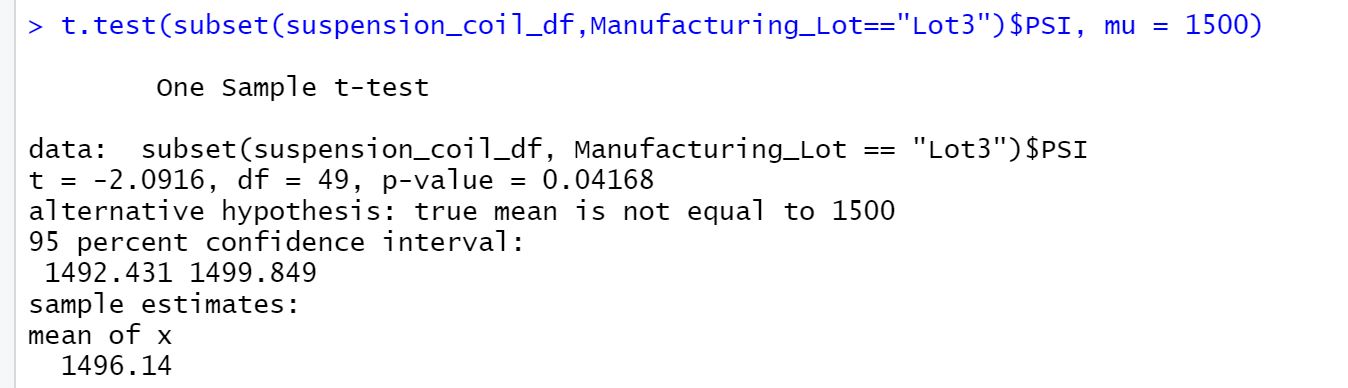 > t.test(subset(suspension_coil_df,Manufacturing_Lot=="Lot3")$PSI, mu = 1500)
One Sample t-test
data:  subset(suspension_coil_df, Manufacturing_Lot == "Lot3")$PSI
t = -2.0916, df = 49, p-value = 0.04168
alternative hypothesis: true mean is not equal to 1500
95 percent confidence interval:
1492.431 1499.849
sample estimates:
mean of x
1496.14